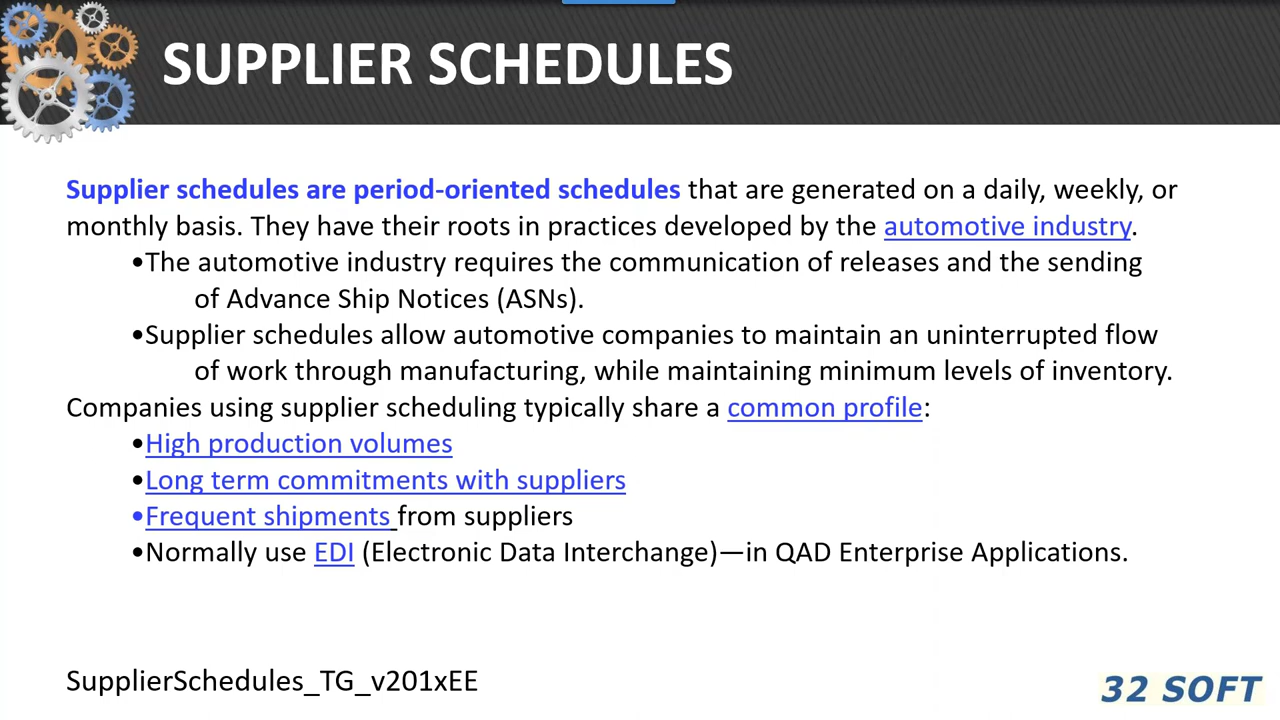 SUPPLIER SCHEDULES
Supplier schedules are period-oriented schedules that are generated on a daily, weekly, or
monthly basis. They have their roots in practices developed by the automotive industry.
•The automotive industry requires the communication of releases and the sending
of Advance Ship Notices (ASNs).
•Supplier schedules allow automotive companies to maintain an uninterrupted flow
of work through manufacturing, while maintaining minimum levels of inventory.
Companies using supplier scheduling typically share a common profile:
•High production volumes
•Long term commitments with suppliers
•Frequent shipments from suppliers
•Normally use EDI (Electronic Data Interchange)—in QAD Enterprise Applications.
SupplierSchedules_TG_v201xEE
32 SOFT